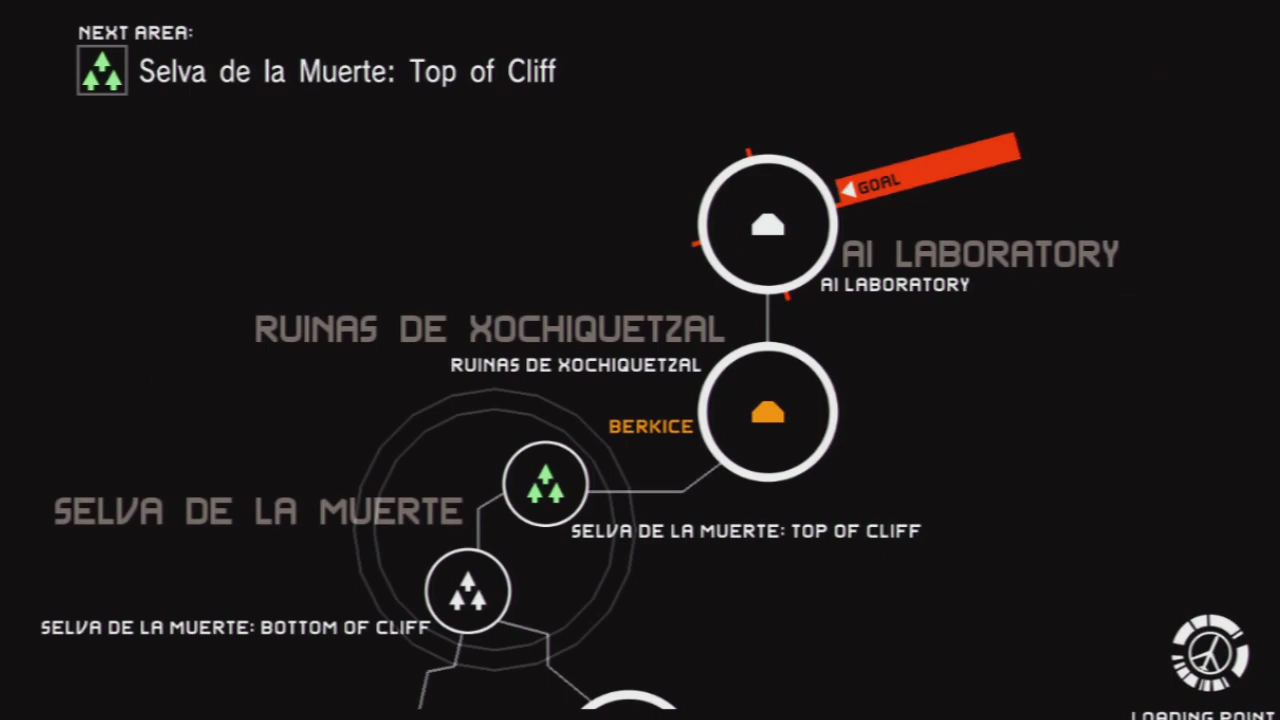 NEXT AREA:
Selva de la Muerte: Top of Cliff
GOAL
AI LABORATORY
AI LABORATORY
RUINAS DE XOCHIQUETZAL
RUINAS DE XOCHIQUETZAL
BERKICE
SELVA DE LA MUERTE
SELVA DE LA MUERTE: TOP OF CLIFF
SELVA DE LA MUERTE: BOTTOM OF CLIFF
LOADING POINT